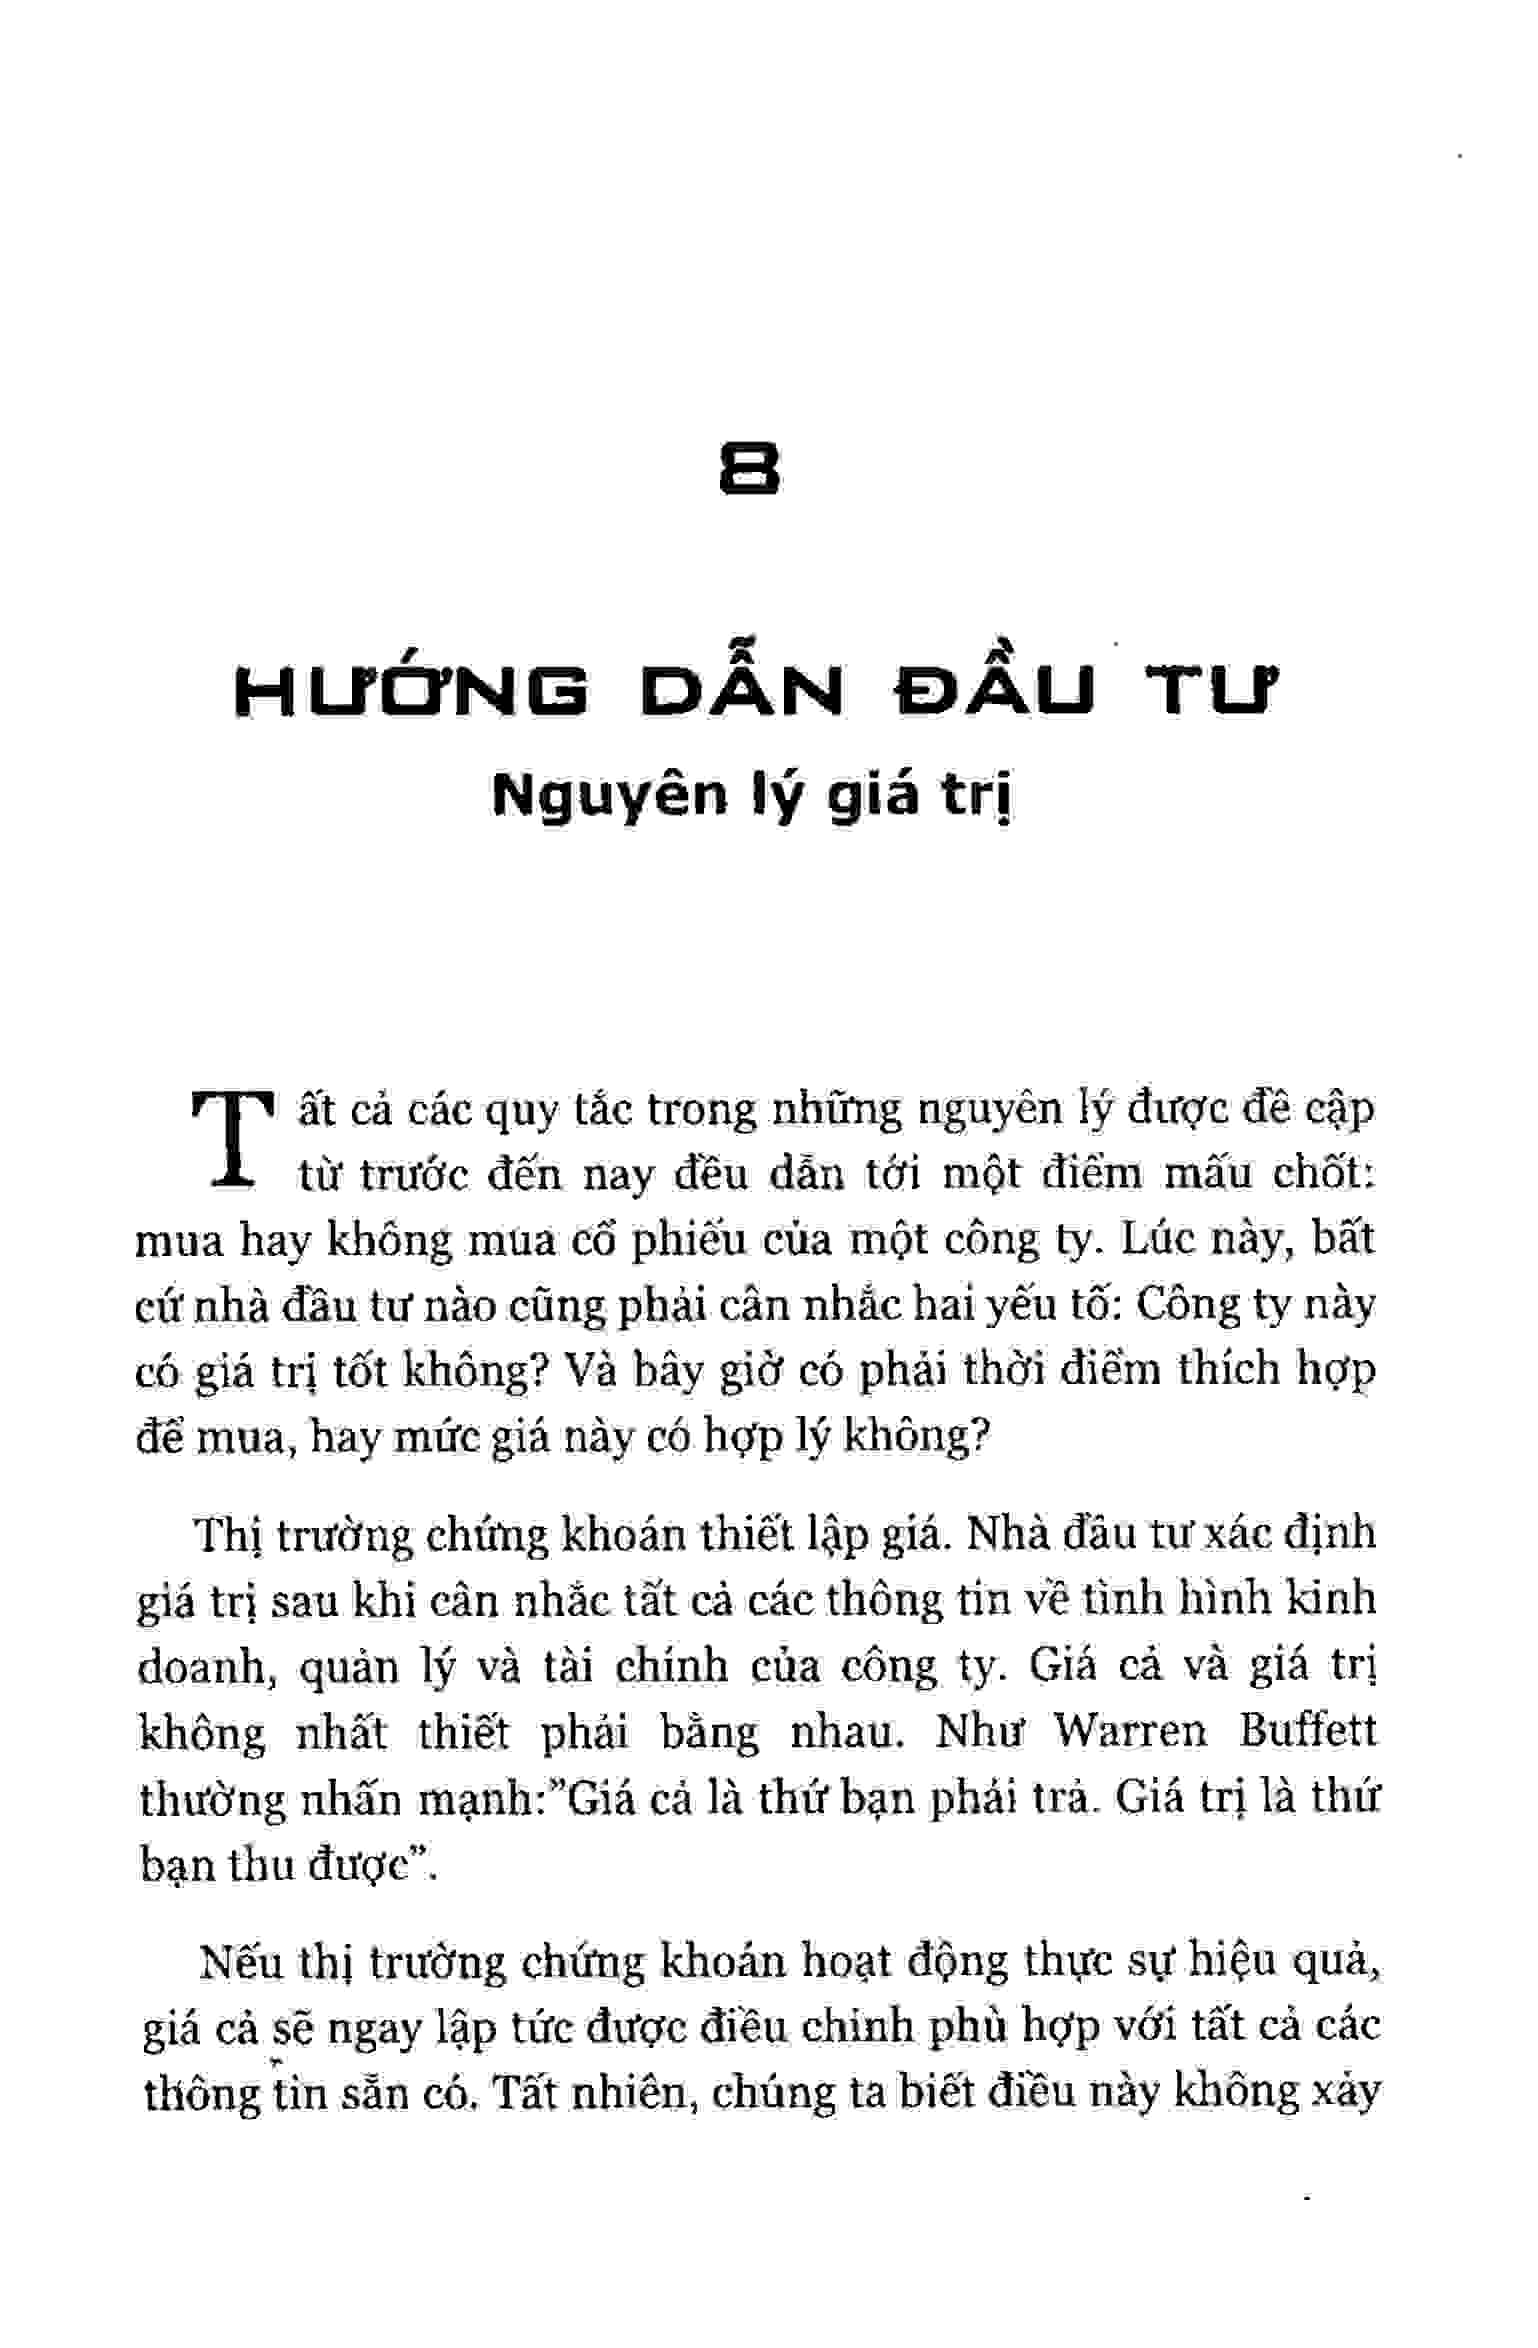 8
HƯỚNG DẪN ĐẦU TƯ
Nguyên lý giá trị
Tất cả các quy tắc trong những nguyên lý được đề cập
từ trước đến nay đều dẫn tới một điểm mấu chốt:
mua hay không mua cổ phiếu của một công ty. Lúc này, bất
cứ nhà đầu tư nào cũng phải cân nhắc hai yếu tố: Công ty này
có giá trị tốt không? Và bây giờ có phải thời điểm thích hợp
để mua, hay mức giá này có hợp lý không?
Thị trường chứng khoán thiết lập giá. Nhà đầu tư xác định
giá trị sau khi cân nhắc tất cả các thông tin về tình hình kinh
doanh, quản lý và tài chính của công ty. Giá cả và giá trị
không nhất thiết phải bằng nhau. Như Warren Buffett
thường nhấn mạnh:”Giá cả là thứ bạn phải trả. Giá trị là thứ
bạn thu được”.
Nếu thị trường chứng khoán hoạt động thực sự hiệu quả,
giá cả sẽ ngay lập tức được điều chỉnh phù hợp với tất cả các
thông tin sẵn có. Tất nhiên, chúng ta biết điều này không xảy